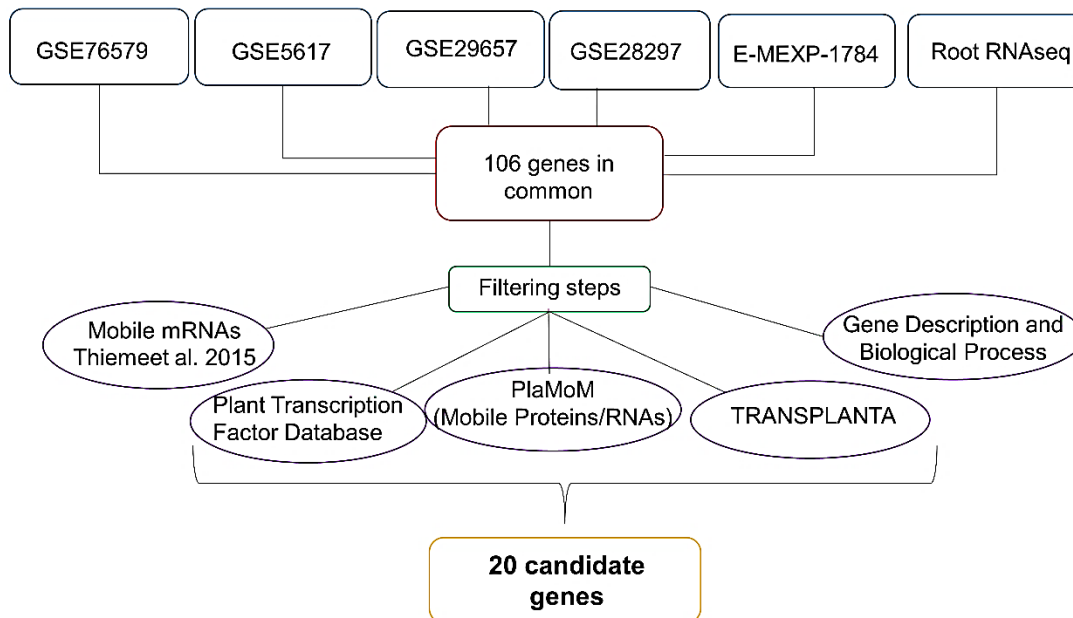 GSE76579
GSE5617
GSE29657
GSE28297
E-MEXP-1784
Root RNAseq
106 genes in
common
Filtering steps
Mobile mRNAs
Thiemeet al. 2015
Gene Description and
Biological Process
Plant Transcription
Factor Database
PlaMoM
(Mobile Proteins/RNAs)
TRANSPLANTA
20 candidate
genes